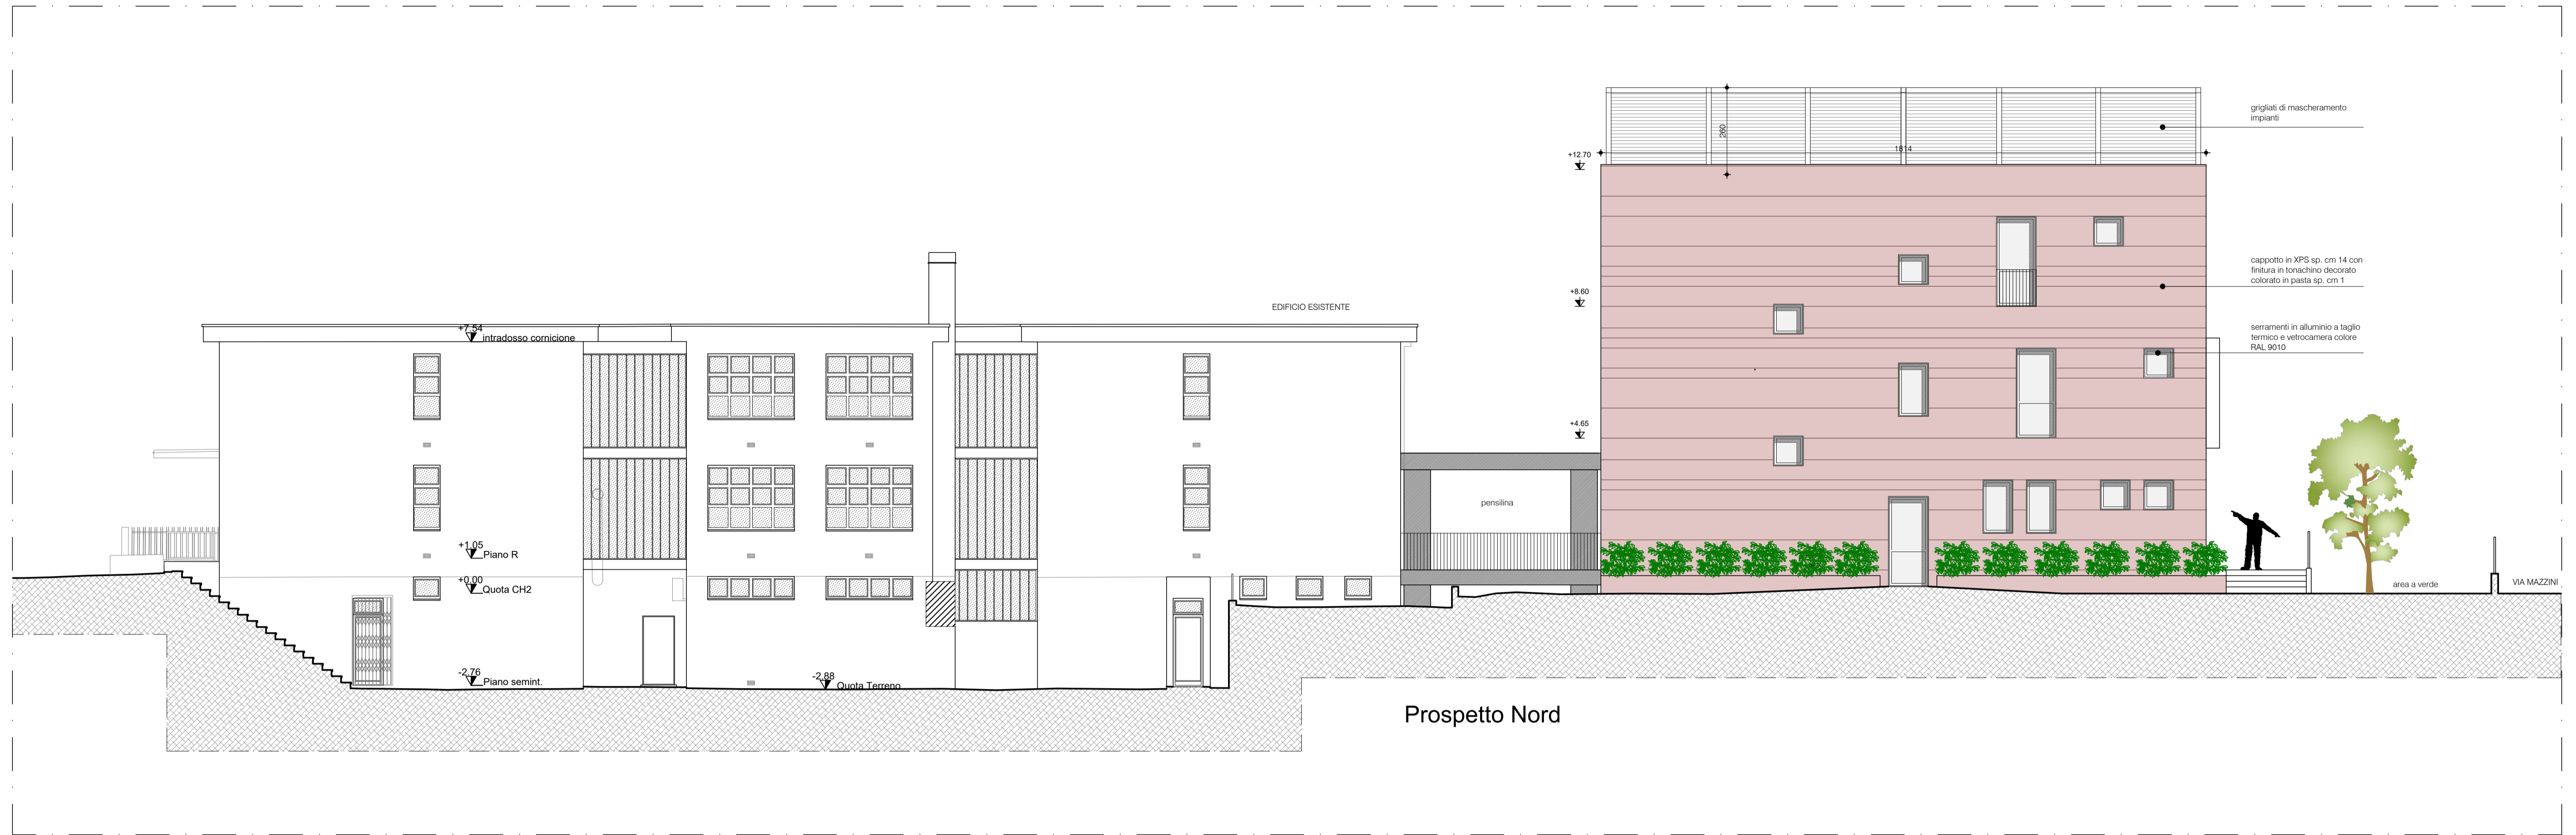 grigliati di mascheramento
impianti
260
1814
+12.70
cappotto in XPS sp. cm 14 con
finitura in tonachino decorato
colorato in pasta sp. cm 1
+8.60
EDIFICIO ESISTENTE
+7.54
intradosso cornicione
serramenti in alluminio a taglio
termico e vetrocamera colore
RAL 9010
+4.65
pensilina
+1.05
Piano R
+0.00
Quota CH2
area a verde
VIA MAZZINI
-2.76
Piano semint.
-2.88
Quota Terreno
Prospetto Nord